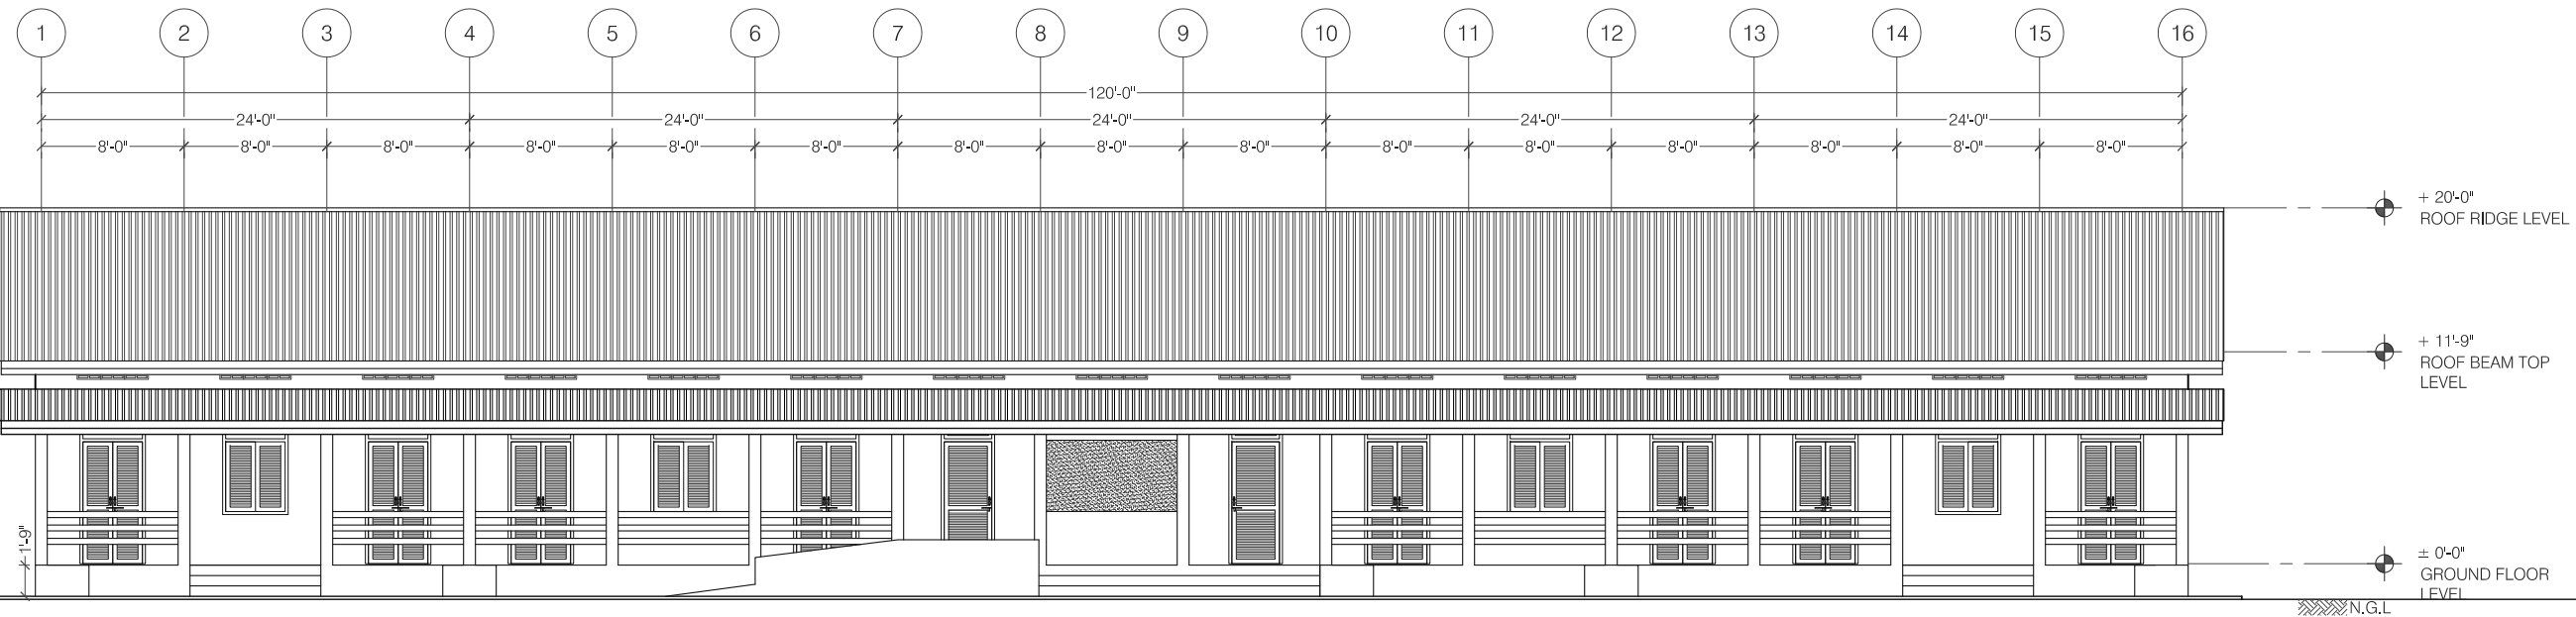 1 2 3 4 5 6 7 8 9 10 11 12 13 14 15 16
120'-0"
24'-0" 24'-0" 24'-0" 24'-0" 24'-0"
8'-0" 8'-0" 8'-0" 8'-0" 8'-0" 8'-0" 8'-0" 8'-0" 8'-0" 8'-0" 8'-0" 8'-0" 8'-0" 8'-0" 8'-0"
+ 20'-0"
ROOF RIDGE LEVEL
+ 11'-9"
ROOF BEAM TOP
LEVEL
1'-9"
± 0'-0"
GROUND FLOOR
LEVEL
N.G.L